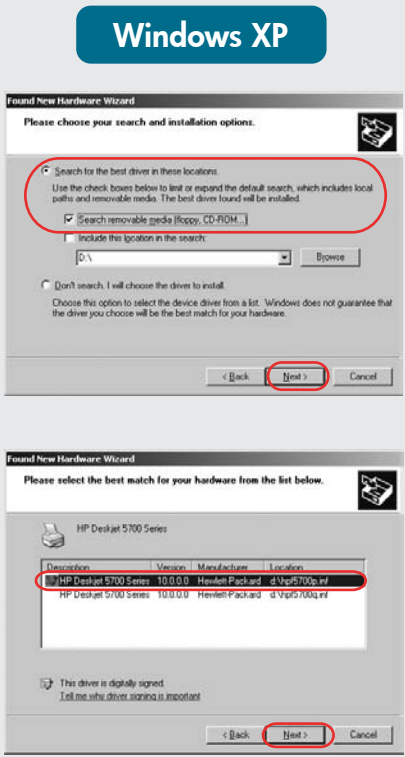 Windows XP
Found New Hardware Wizard
Please choose your search and installation options.
Search for the best driver in these locations.
Use the check boxes below to limit or expand the default search, which includes local
paths and removable media. The best driver found will be installed.
Search removable media (floppy, CD-ROM...)
Include this location in the search:
D:\
Browse
Don't search. I will choose the driver to install.
Choose this option to select the device driver from a list. Windows does not guarantee that
the driver you choose will be the best match for your hardware.
< Back Next > Cancel
Found New Hardware Wizard
Please select the best match for your hardware from the list below.
HP Deskjet 5700 Series
Description Version Manufacturer Location
HP Deskjet 5700 Series 10.0.0.0 Hewlett-Packard d:\hpf5700p.inf
HP Deskjet 5700 Series 10.0.0.0 Hewlett-Packard d:\hpf5700q.inf
This driver is digitally signed.
Tell me why driver signing is important
< Back Next > Cancel